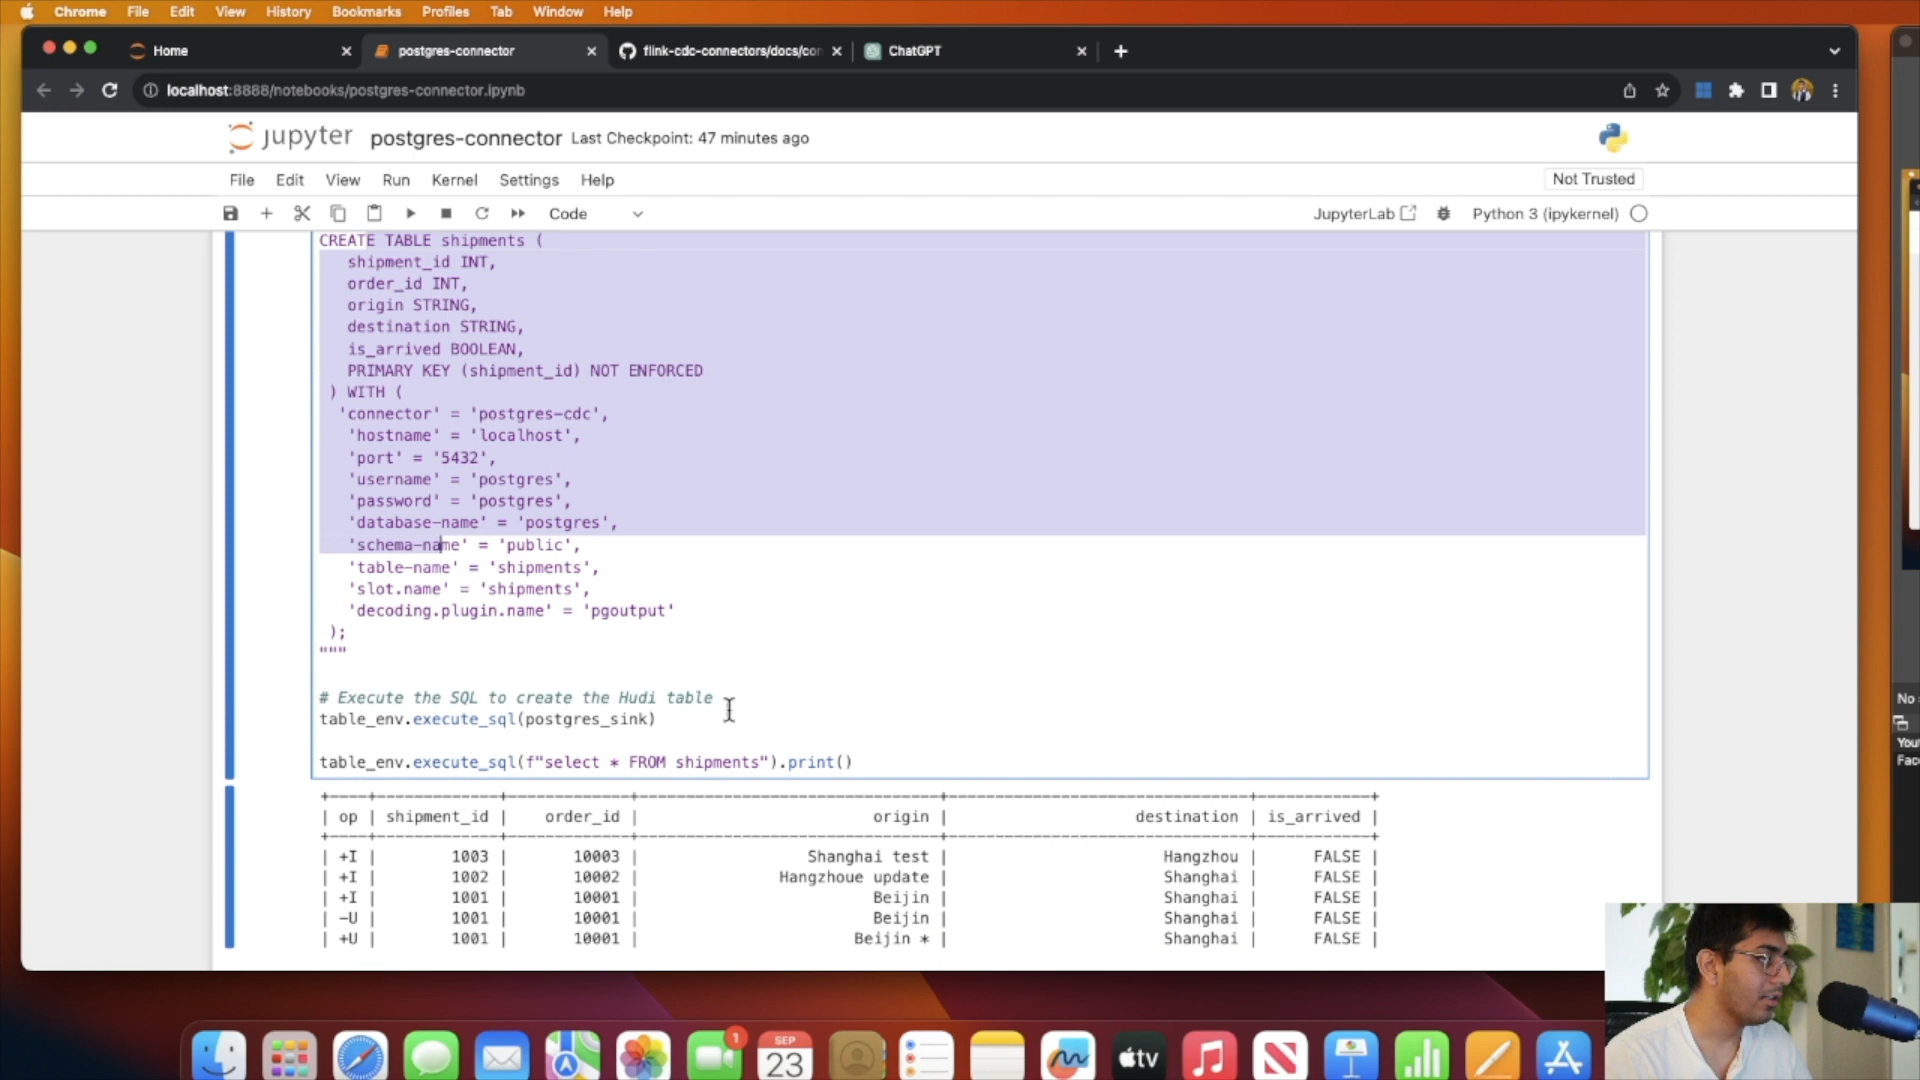 Chrome File Edit View History Bookmarks Profiles Tab Window Help
Home postgres-connector flink-cdc-connectors/docs/con ChatGPT
localhost:8888/notebooks/postgres-connector.ipynb
jupyter postgres-connector Last Checkpoint: 47 minutes ago
File Edit View Run Kernel Settings Help Not Trusted
Code JupyterLab Python 3 (ipykernel)
CREATE TABLE shipments (
shipment_id INT,
order_id INT,
origin STRING,
destination STRING,
is_arrived BOOLEAN,
PRIMARY KEY (shipment_id) NOT ENFORCED
) WITH (
'connector' = 'postgres-cdc',
'hostname' = 'localhost',
'port' = '5432',
'username' = 'postgres',
'password' = 'postgres',
'database-name' = 'postgres',
'schema-name' = 'public',
'table-name' = 'shipments',
'slot.name' = 'shipments',
'decoding.plugin.name' = 'pgoutput'
);
"""
# Execute the SQL to create the Hudi table
table_env.execute_sql(postgres_sink)
table_env.execute_sql(f"select * FROM shipments").print()
| op | shipment_id | order_id | origin | destination | is_arrived |
| +I | 1003 | 10003 | Shanghai test | Hangzhou | FALSE |
| +I | 1002 | 10002 | Hangzhoue update | Shanghai | FALSE |
| +I | 1001 | 10001 | Beijin | Shanghai | FALSE |
| -U | 1001 | 10001 | Beijin | Shanghai | FALSE |
| +U | 1001 | 10001 | Beijin * | Shanghai | FALSE |
No
Yout
Fac
1
SEP
23
tv